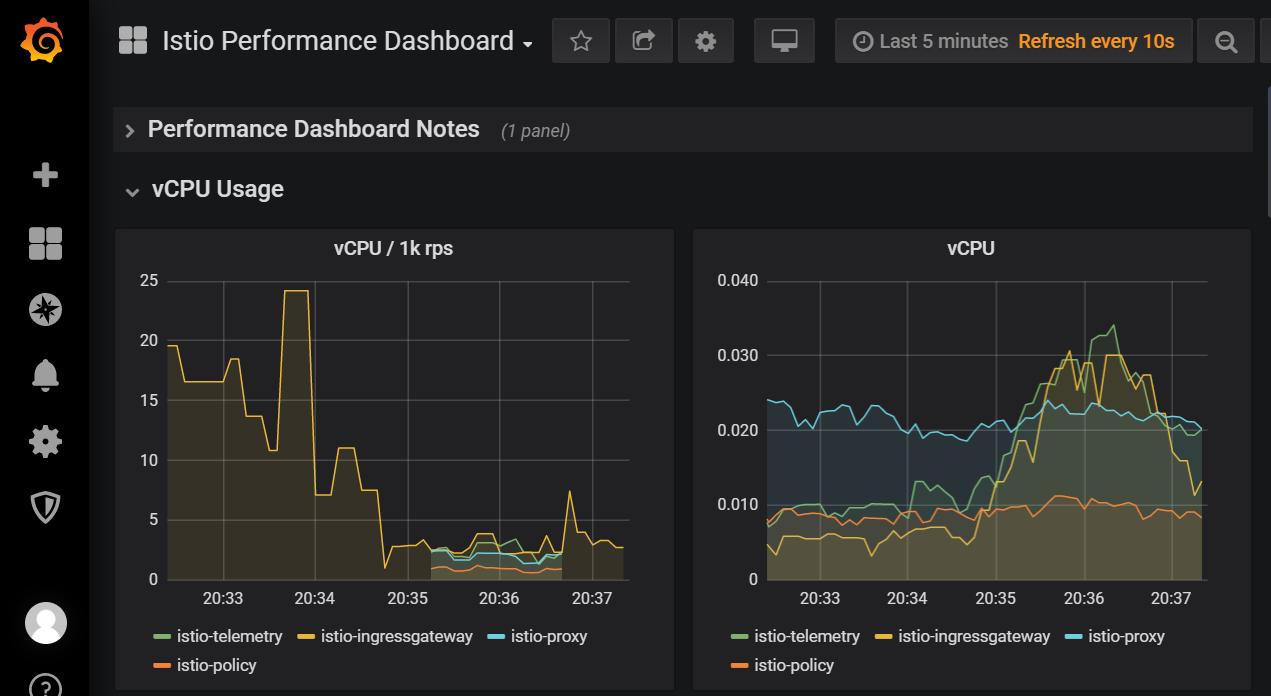 Istio Performance Dashboard
Last 5 minutes Refresh every 10s
Performance Dashboard Notes (1 panel)
vCPU Usage
vCPU / 1k rps
25
20
15
10
5
0
20:33 20:34 20:35 20:36 20:37
istio-telemetry istio-ingressgateway istio-proxy
istio-policy
vCPU
0.040
0.030
0.020
0.010
0
20:33 20:34 20:35 20:36 20:37
istio-telemetry istio-ingressgateway istio-proxy
istio-policy
?